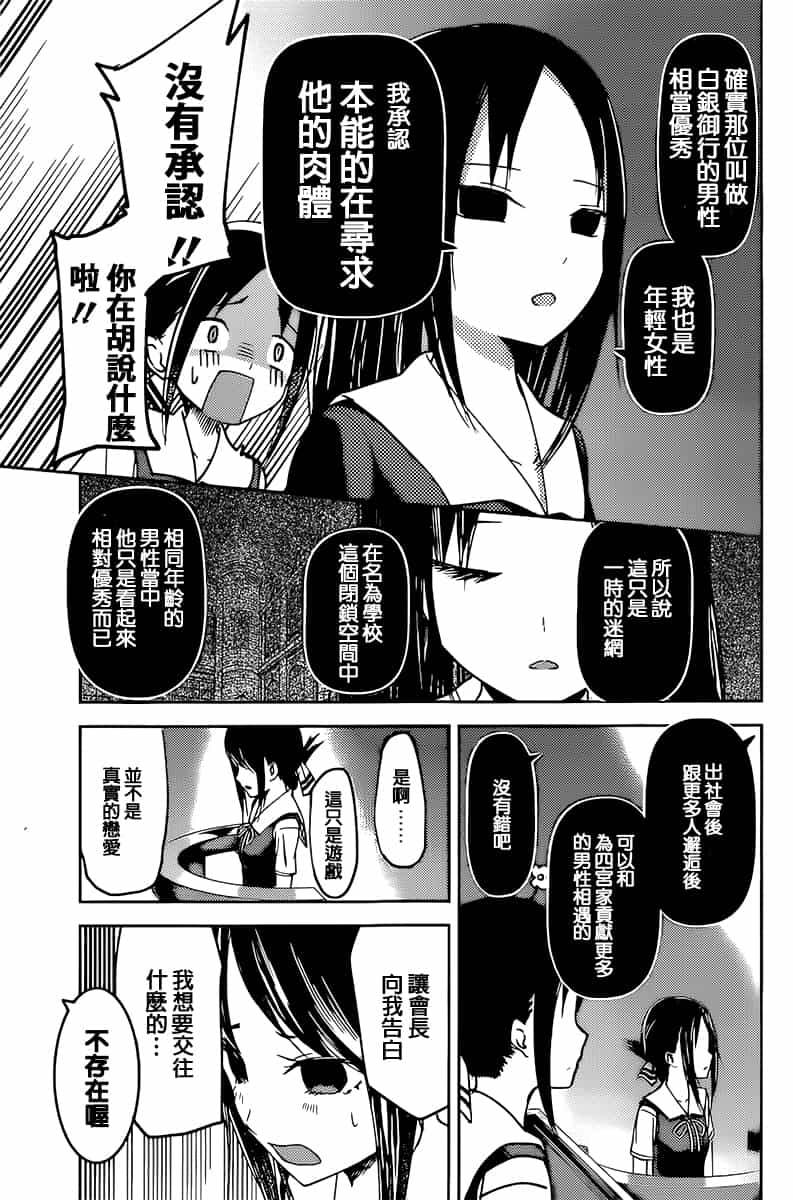 確實那位叫做
白銀御行的男性
相當優秀
我也是
年輕女性
我承認
本能的在尋求
他的肉體
沒有承認!!
你在胡說什麼
啦!!
所以說
這只是
一時的迷網
在名為學校
這個閉鎖空間中
相同年齡的
男性當中
他只是看起來
相對優秀而已
出社會後
跟更多人邂逅後
可以和
為四宮家貢獻更多
的男性相遇的
沒有錯吧
是啊……
這只是遊戲
並不是
真實的戀愛
讓會長
向我告白
我想要交往
什麼的…
不存在喔